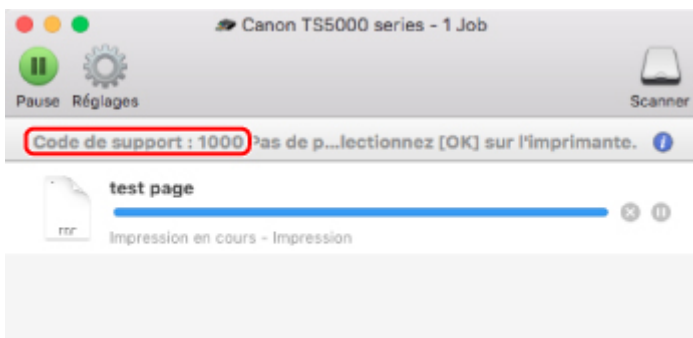 Canon TS5000 series - 1 Job
Pause Réglages Scanner
Code de support : 1000 Pas de p...lectionnez [OK] sur l'imprimante.
test page
Impression en cours - Impression